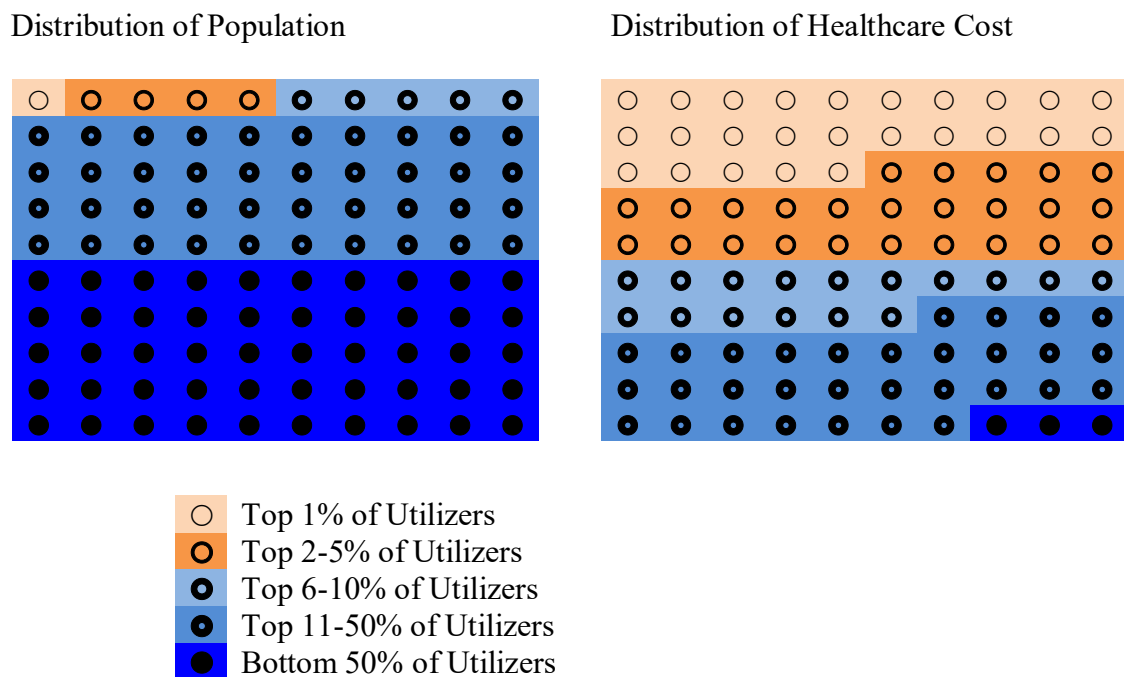 Distribution of Population
Distribution of Healthcare Cost
Top 1% of Utilizers
Top 2-5% of Utilizers
Top 6-10% of Utilizers
Top 11-50% of Utilizers
Bottom 50% of Utilizers